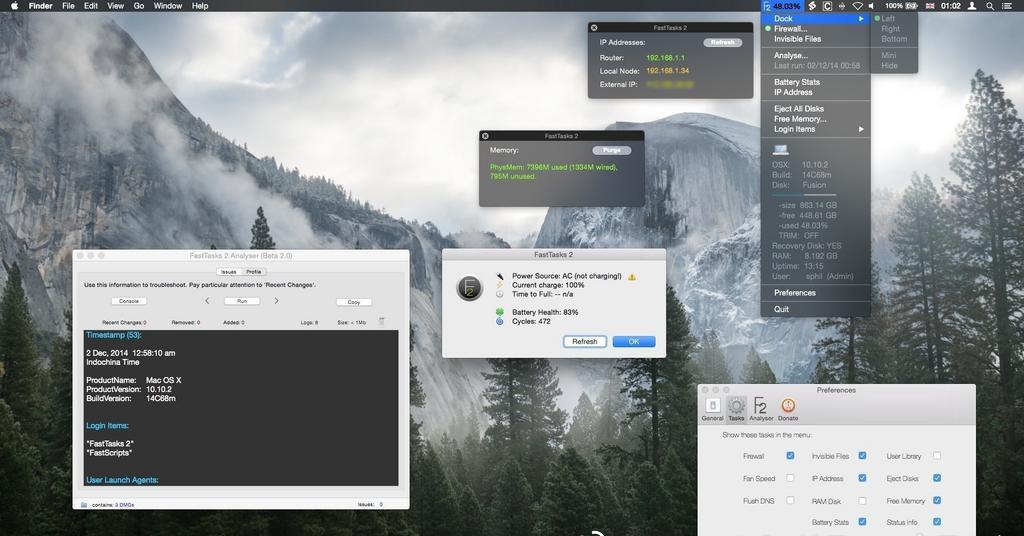 Finder File Edit View Go Window Help
F2 48.03% 100% 01:02
FastTasks 2
IP Addresses: Refresh
Router: 192.168.1.1
Local Node: 192.168.1.34
External IP:
FastTasks 2
Memory: Purge
PhysMem: 7396M used (1334M wired),
795M unused.
Dock
Firewall...
Invisible Files
Analyse...
Last run: 02/12/14 00:58
Battery Stats
IP Address
Eject All Disks
Free Memory...
Login Items
OSX: 10.10.2
Build: 14C68m
Disk: Fusion
-size 863.14 GB
-free 448.61 GB
-used 48.03%
TRIM: OFF
Recovery Disk: YES
RAM: 8.192 GB
Uptime: 13:15
User: sphil (Admin)
Preferences
Quit
Left
Right
Bottom
Mini
Hide
FastTasks 2 Analyser (Beta 2.0)
Issues Profile
Use this information to troubleshoot. Pay particular attention to 'Recent Changes'.
Console < Run > Copy
Recent Changes: 0 Removed: 0 Added: 0 Logs: 8 Size: < 1Mb
Timestamp (53):
2 Dec, 2014 12:58:10 am
Indochina Time
ProductName: Mac OS X
ProductVersion: 10.10.2
BuildVersion: 14C68m
Login Items:
"FastTasks 2"
"FastScripts"
User Launch Agents:
contains: 3 DMGs Issues: 0
FastTasks 2
F2
Power Source: AC (not charging!)
Current charge: 100%
Time to Full: -- n/a
Battery Health: 83%
Cycles: 472
Refresh OK
Preferences
F2
General Tasks Analyser Donate
Show these tasks in the menu:
Firewall Invisible Files User Library
Fan Speed IP Address Eject Disks
Flush DNS RAM Disk Free Memory
Battery Stats Status info